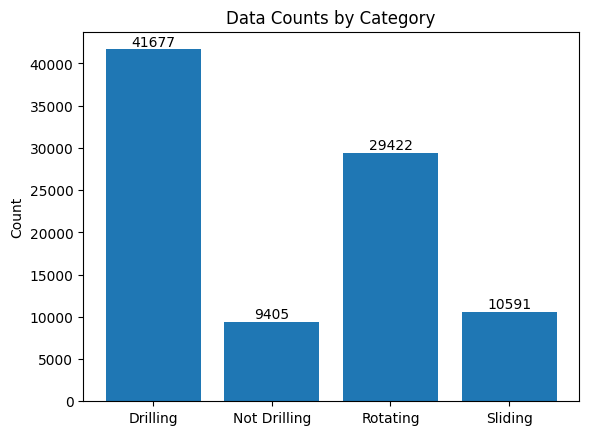 Data Counts by Category
Count
40000
35000
30000
25000
20000
15000
10000
5000
0
41677
9405
29422
10591
Drilling
Not Drilling
Rotating
Sliding